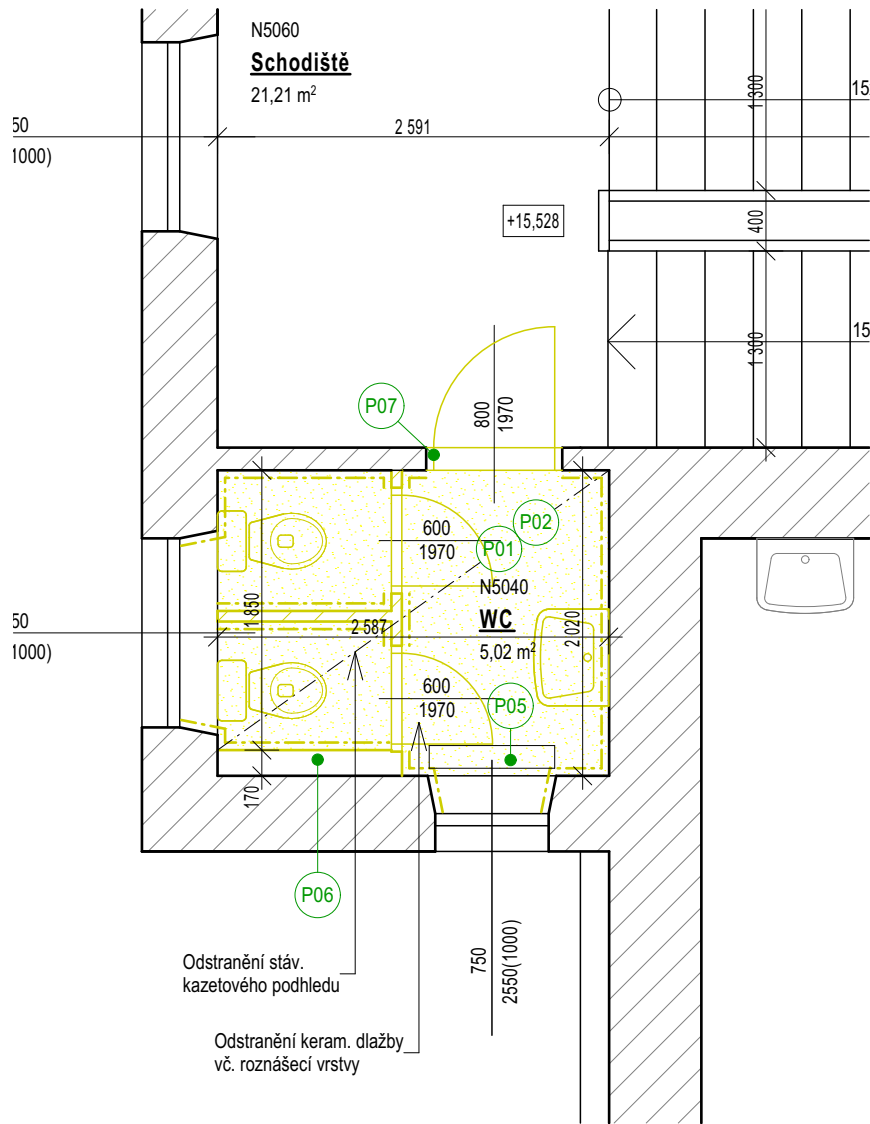 N5060
Schodiště
21,21 m²
50
1000)
2 591
1 300
15
+15,528
400
1 300
15
P07
800
1970
600
1970
P02
P01
N5040
WC
5,02 m²
1 850
2 587
2 020
50
1000)
600
1970
P05
170
P06
750
2550(1000)
Odstranění stáv.
kazetového podhledu
Odstranění keram. dlažby
vč. roznášecí vrstvy